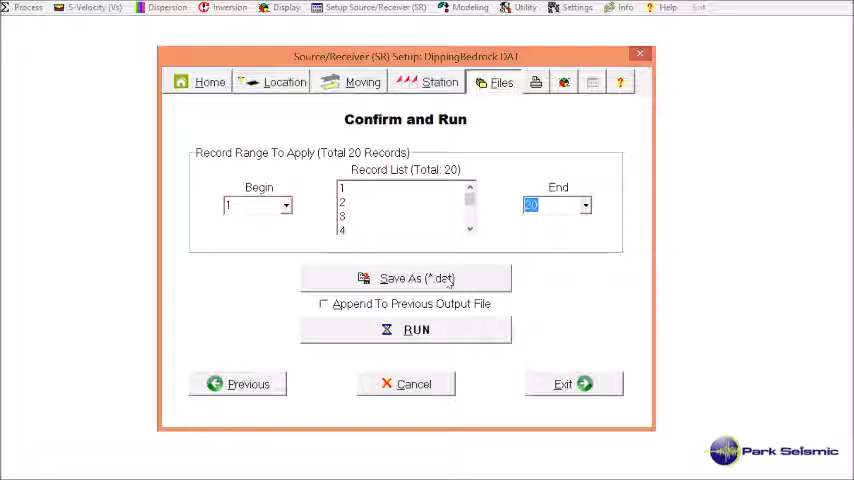 Process S-Velocity (Vs) Dispersion Inversion Display Setup Source/Receiver (SR) Modeling Utility Settings Info Help Exit
Source/Receiver (SR) Setup: DippingBedrock.DAT
Home Location Moving Station Files
Confirm and Run
Record Range To Apply (Total 20 Records)
Record List (Total: 20)
Begin End
1 20
1
2
3
4
Save As (*.dat)
Append To Previous Output File
RUN
Previous Cancel Exit
Park Seismic